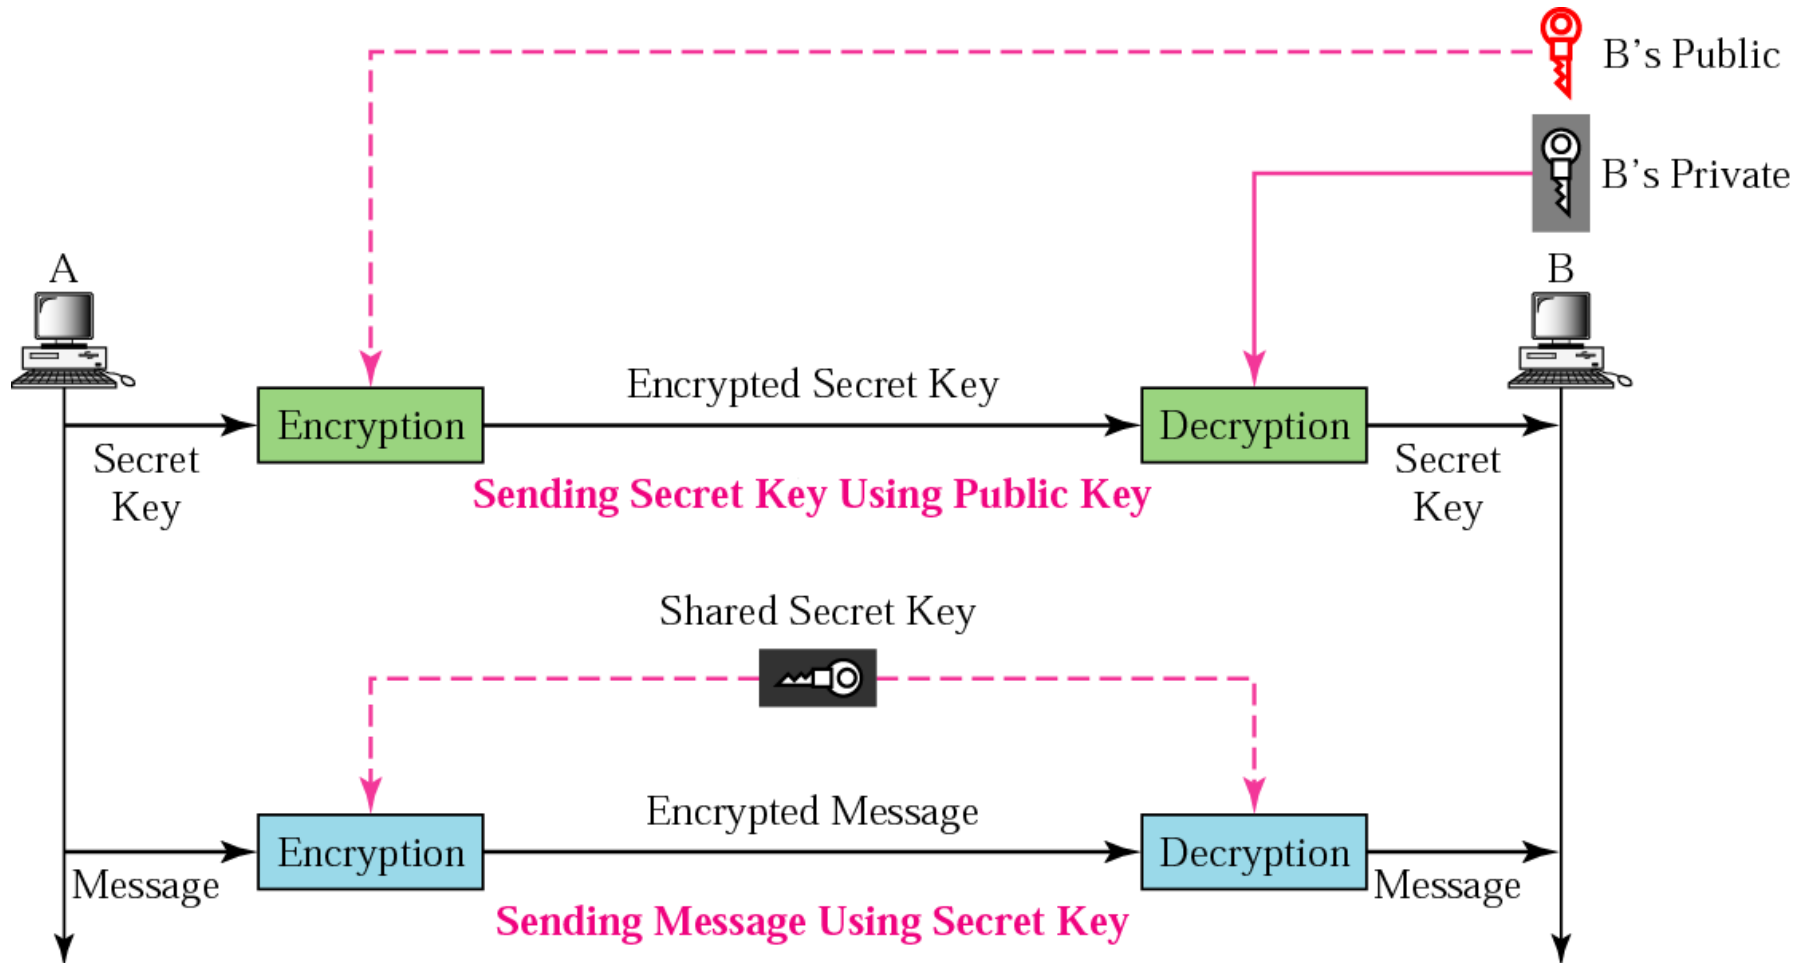 B's Public
B's Private
A
B
Encryption
Encrypted Secret Key
Decryption
Secret
Key
Secret
Key
Sending Secret Key Using Public Key
Shared Secret Key
Encryption
Encrypted Message
Decryption
Message
Message
Sending Message Using Secret Key